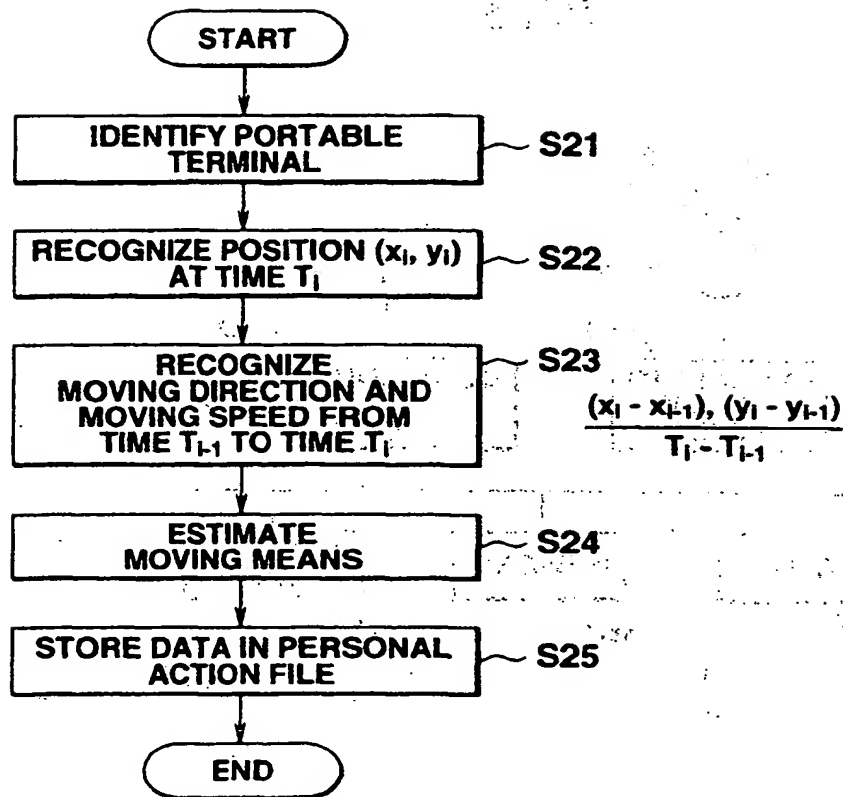 START
IDENTIFY PORTABLE
TERMINAL
S21
RECOGNIZE POSITION (xi, yi)
AT TIME Ti
S22
RECOGNIZE
MOVING DIRECTION AND
MOVING SPEED FROM
TIME Ti-1 TO TIME Ti
S23
(xi - xi-1), (yi - yi-1)
Ti - Ti-1
ESTIMATE
MOVING MEANS
S24
STORE DATA IN PERSONAL
ACTION FILE
S25
END